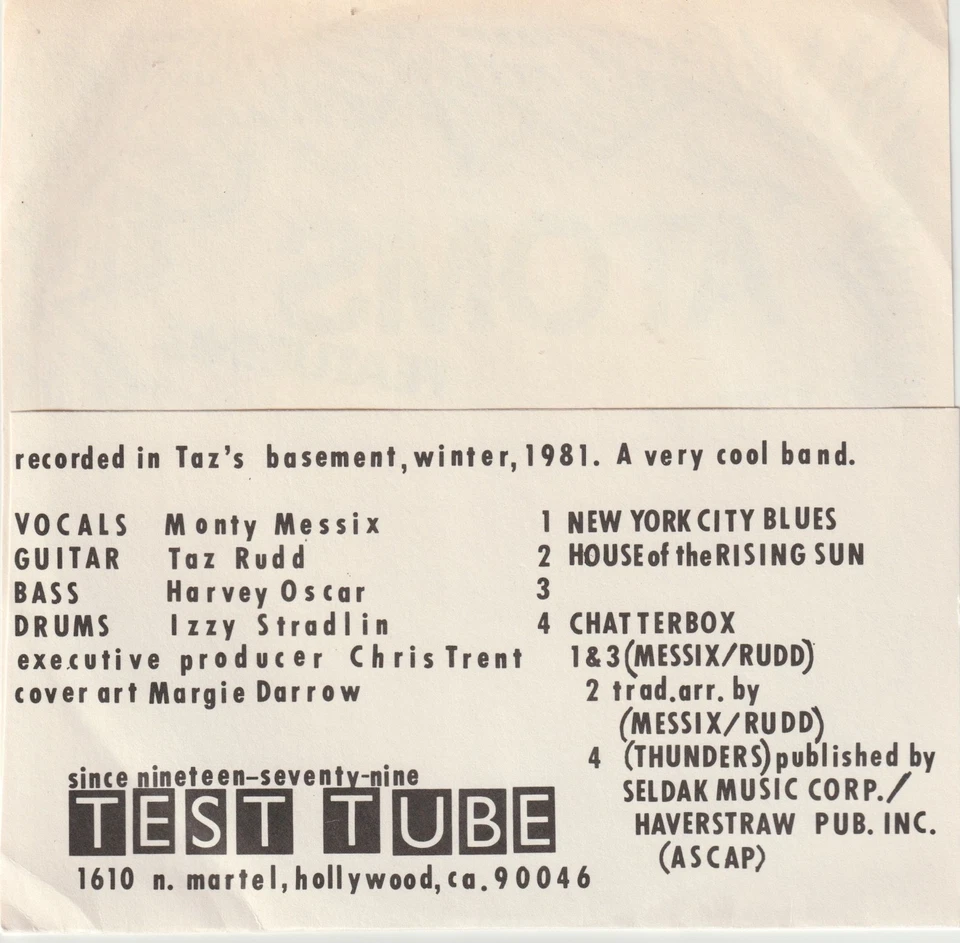 recorded in Taz's basement, winter, 1981. A very cool band.
VOCALS Monty Messix
GUITAR Taz Rudd
BASS Harvey Oscar
DRUMS Izzy Stradlin
executive producer Chris Trent
cover art Margie Darrow
1 NEW YORK CITY BLUES
2 HOUSE of the RISING SUN
3
4 CHATTERBOX
1&3 (MESSIX/RUDD)
2 trad. arr. by
(MESSIX/RUDD)
4 (THUNDERS) published by
SELDAK MUSIC CORP./
HAVERSTRAW PUB. INC.
(ASCAP)
since nineteen-seventy-nine
TEST TUBE
1610 n. martel, hollywood, ca. 90046